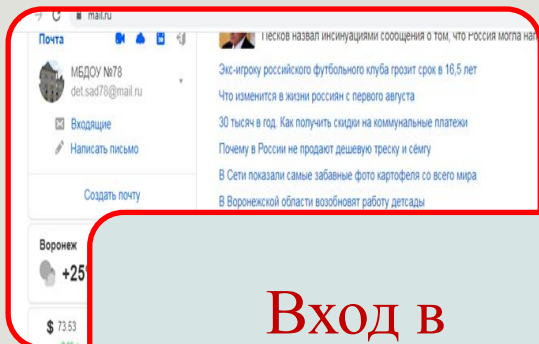 mail.ru
Почта
МБДОУ №78
det.sad78@mail.ru
Входящие
Написать письмо
Создать почту
Воронеж
+25°
$ 73.53
Песков назвал инсинуациями сообщения о том, что Россия могла нап
Экс-игроку российского футбольного клуба грозит срок в 16,5 лет
Что изменится в жизни россиян с первого августа
30 тысяч в год. Как получить скидки на коммунальные платежи
Почему в России не продают дешевую треску и сёмгу
В Сети показали самые забавные фото картофеля со всего мира
В Воронежской области возобновят работу детсады
Вход в